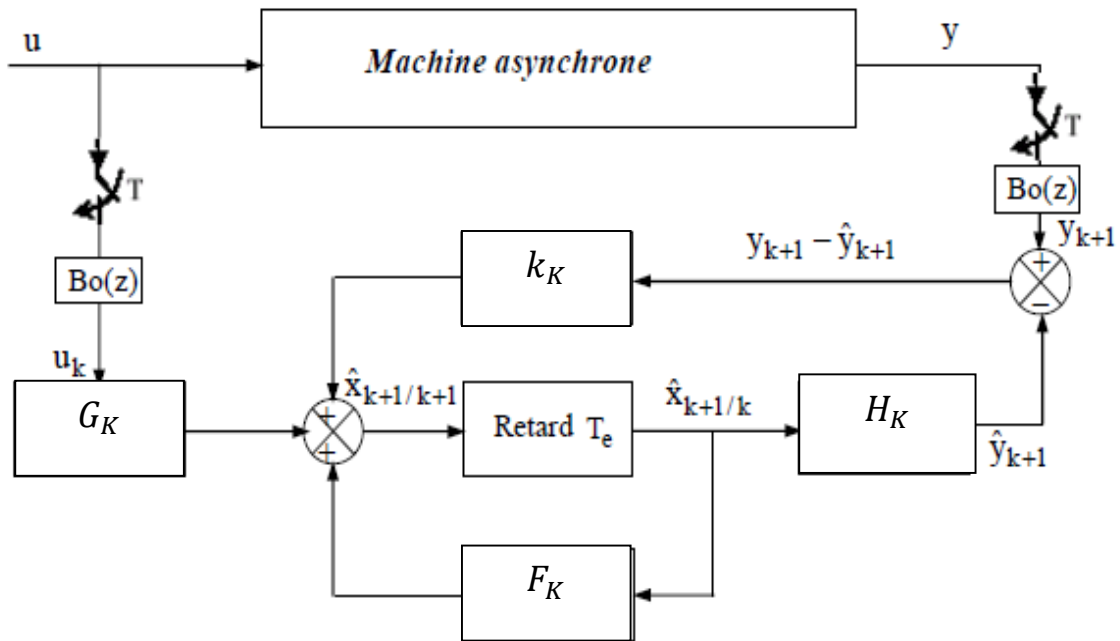 u
Machine asynchrone
y
T
T
Bo(z)
Bo(z)
y_{k+1}
y_{k+1} − ŷ_{k+1}
k_K
+
−
u_k
G_K
+
+
x̂_{k+1/k+1}
Retard T_e
x̂_{k+1/k}
H_K
ŷ_{k+1}
F_K